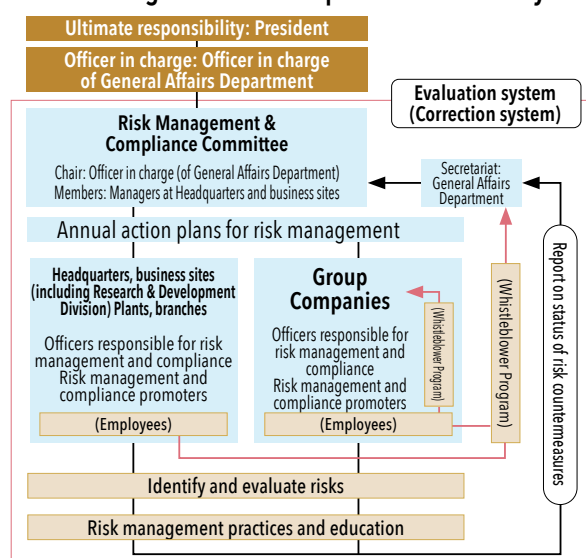 Ultimate responsibility: President
Officer in charge: Officer in charge
of General Affairs Department
Evaluation system
(Correction system)
Risk Management &
Compliance Committee
Chair: Officer in charge (of General Affairs Department)
Members: Managers at Headquarters and business sites
Secretariat:
General Affairs
Department
Annual action plans for risk management
Headquarters, business sites
(including Research & Development
Division) Plants, branches
Officers responsible for risk
management and compliance
Risk management and
compliance promoters
(Employees)
Group
Companies
Officers responsible for
risk management and
compliance
Risk management and
compliance promoters
(Employees)
(Whistleblower Program)
(Whistleblower Program)
Report on status of risk countermeasures
Identify and evaluate risks
Risk management practices and education